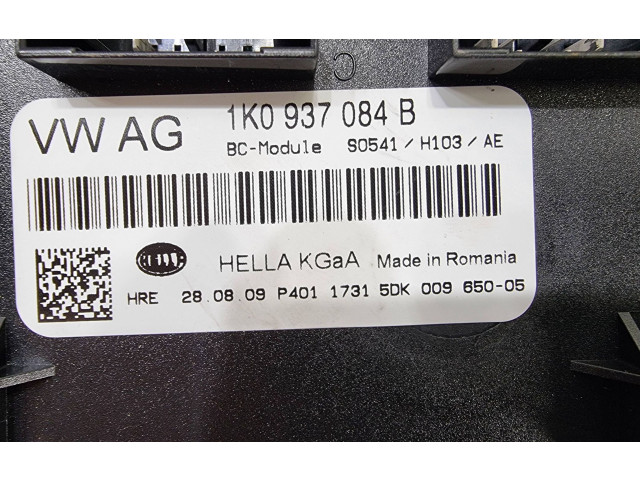 C
VW AG
1K0 937 084 B
BC-Module S0541 / H103 / AE
HELLA
HELLA KGaA Made in Romania
HRE 28.08.09 P401 1731 5DK 009 650-05